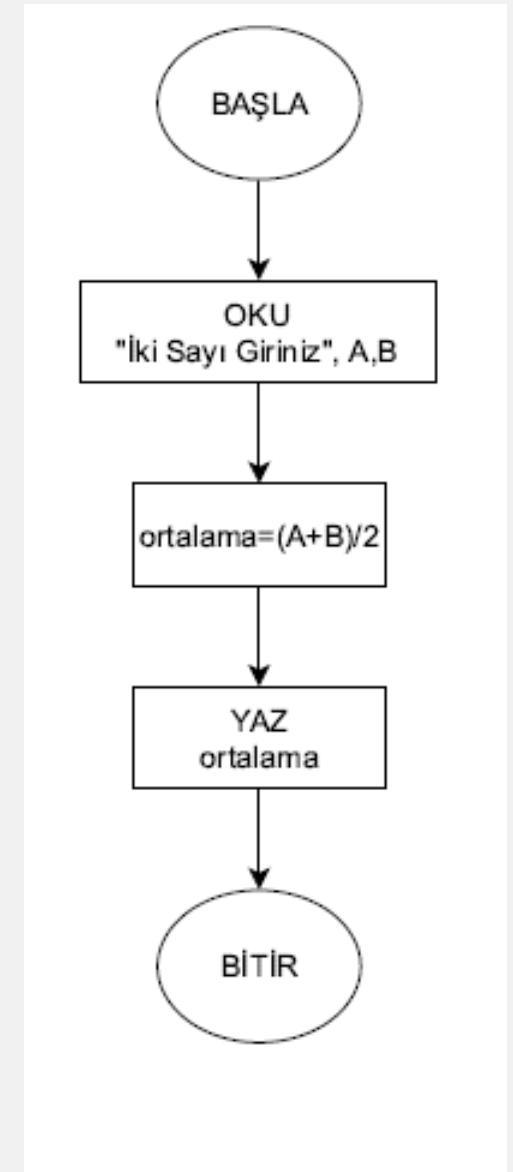 BAŞLA
OKU
"İki Sayı Giriniz", A,B
ortalama=(A+B)/2
YAZ
ortalama
BİTİR